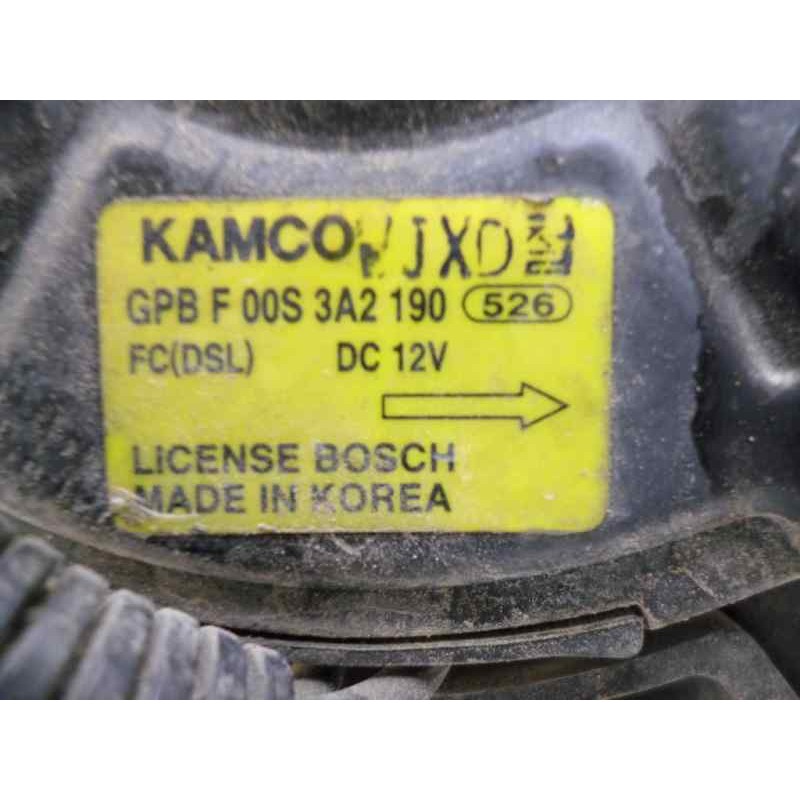 KAMCO JXD
GPB F 00S 3A2 190 526
FC(DSL) DC 12V
LICENSE BOSCH
MADE IN KOREA